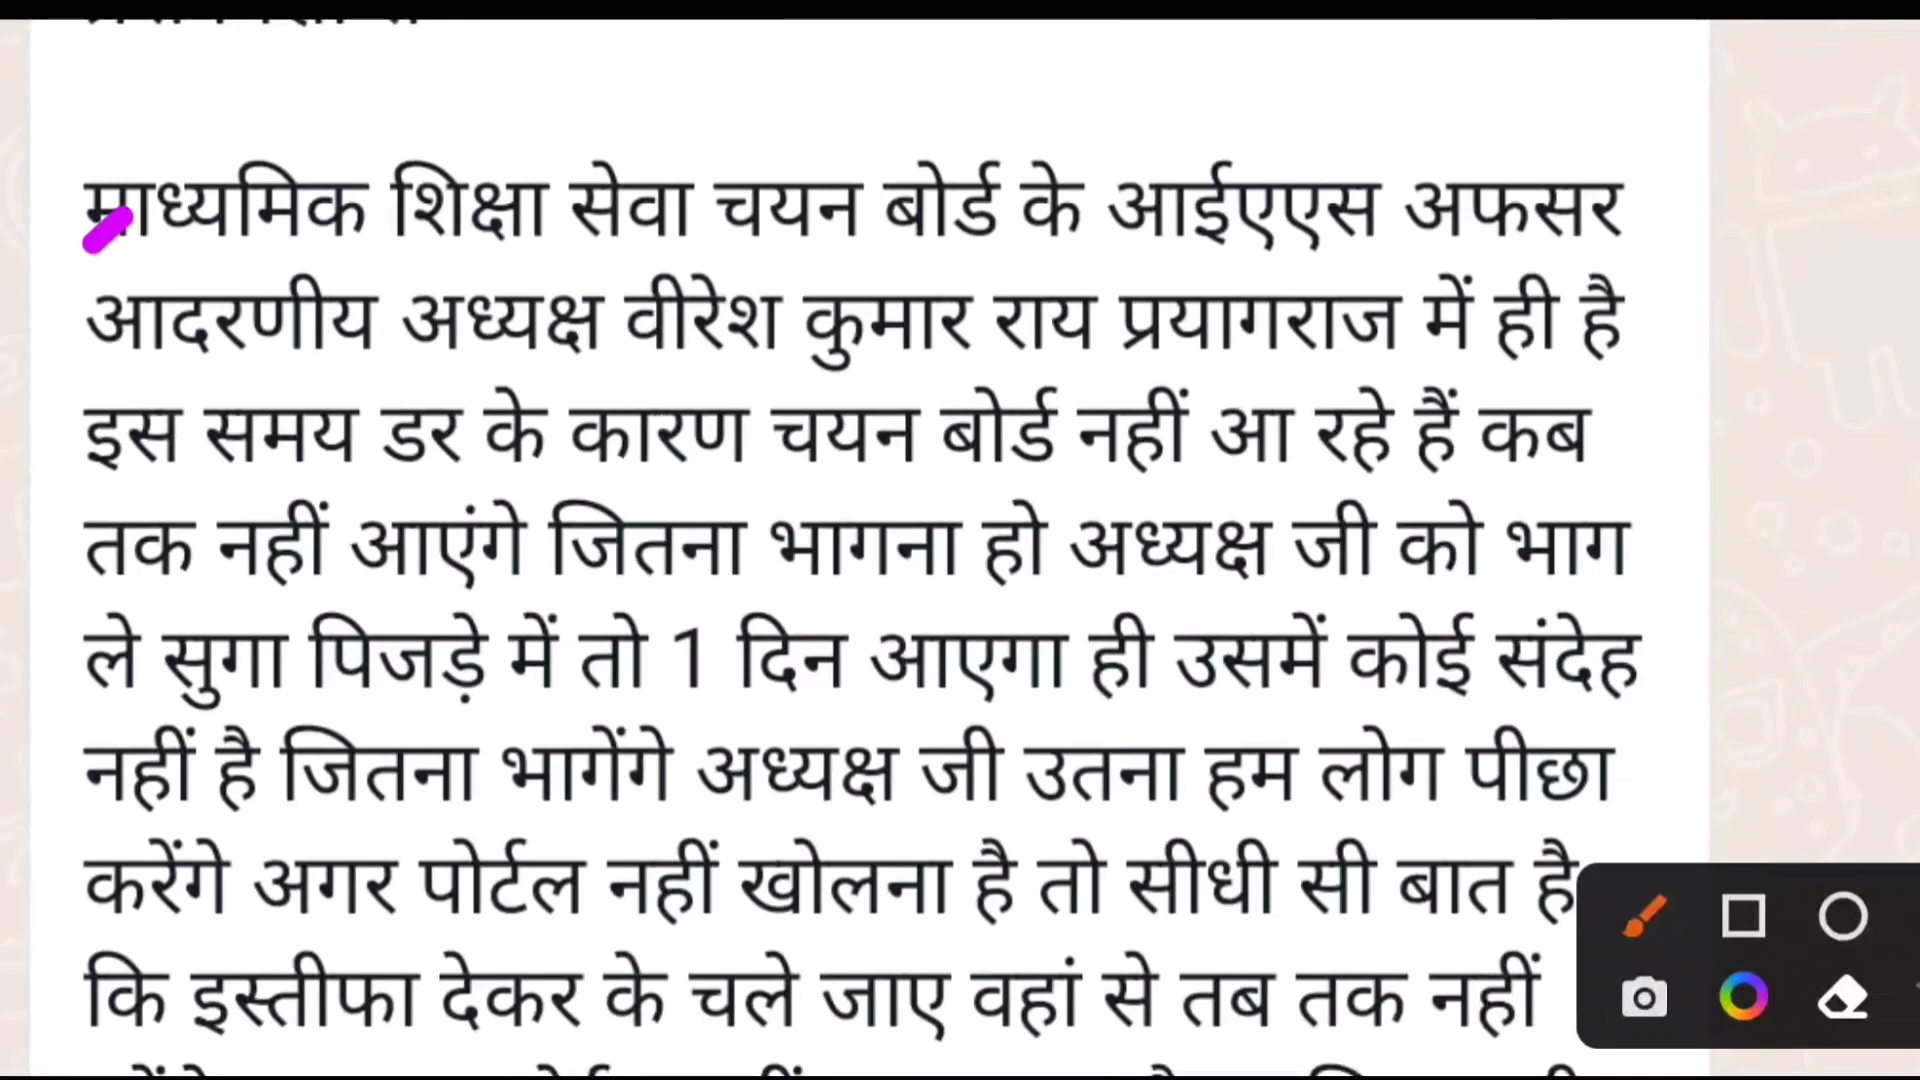 माध्यमिक शिक्षा सेवा चयन बोर्ड के आईएएस अफसर
आदरणीय अध्यक्ष वीरेश कुमार राय प्रयागराज में ही है
इस समय डर के कारण चयन बोर्ड नहीं आ रहे हैं कब
तक नहीं आएंगे जितना भागना हो अध्यक्ष जी को भाग
ले सुगा पिजड़े में तो 1 दिन आएगा ही उसमें कोई संदेह
नहीं है जितना भागेंगे अध्यक्ष जी उतना हम लोग पीछा
करेंगे अगर पोर्टल नहीं खोलना है तो सीधी सी बात है
कि इस्तीफा देकर के चले जाए वहां से तब तक नहीं